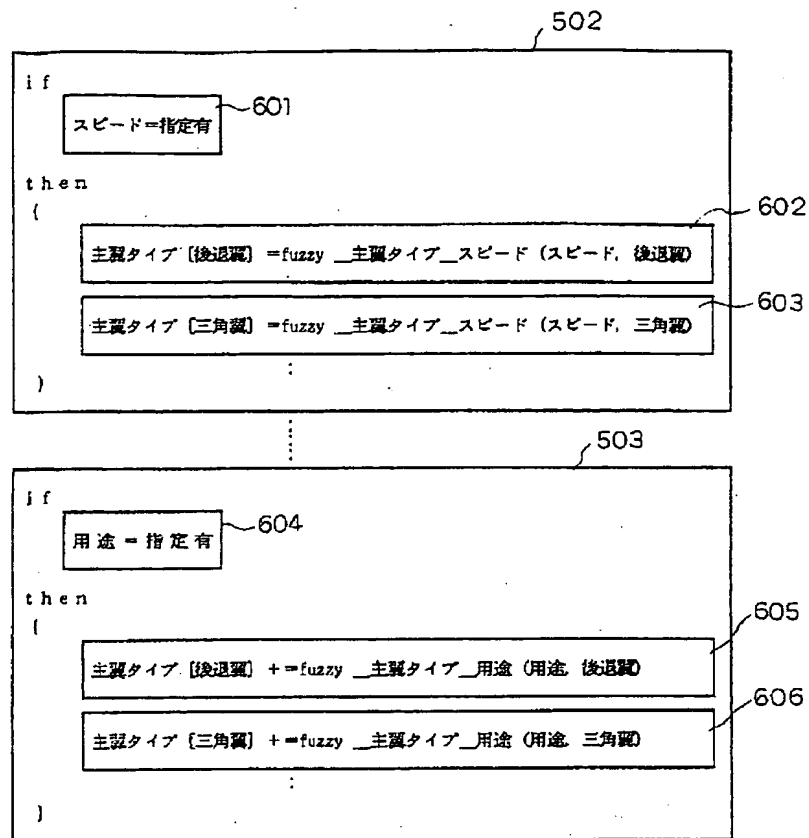 502
if
スピード=指定有
601
then
{
602
主翼タイプ [後退翼] =fuzzy __主翼タイプ__スピード (スピード, 後退翼)
603
主翼タイプ [三角翼] =fuzzy __主翼タイプ__スピード (スピード, 三角翼)
}
503
if
604
用途 = 指定有
then
{
605
主翼タイプ [後退翼] +=fuzzy __主翼タイプ__用途 (用途, 後退翼)
606
主翼タイプ [三角翼] +=fuzzy __主翼タイプ__用途 (用途, 三角翼)
}